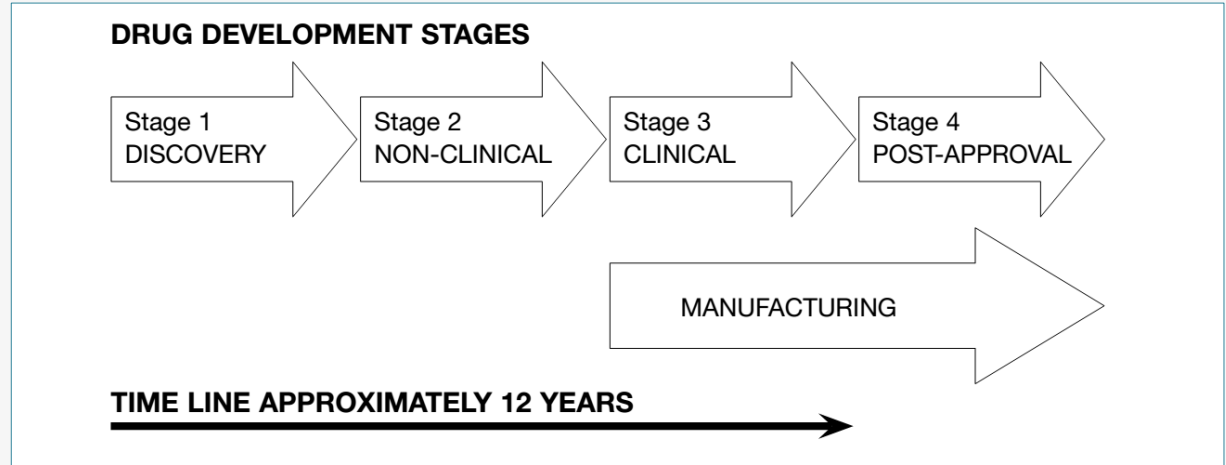 DRUG DEVELOPMENT STAGES
Stage 1
DISCOVERY
Stage 2
NON-CLINICAL
Stage 3
CLINICAL
Stage 4
POST-APPROVAL
MANUFACTURING
TIME LINE APPROXIMATELY 12 YEARS